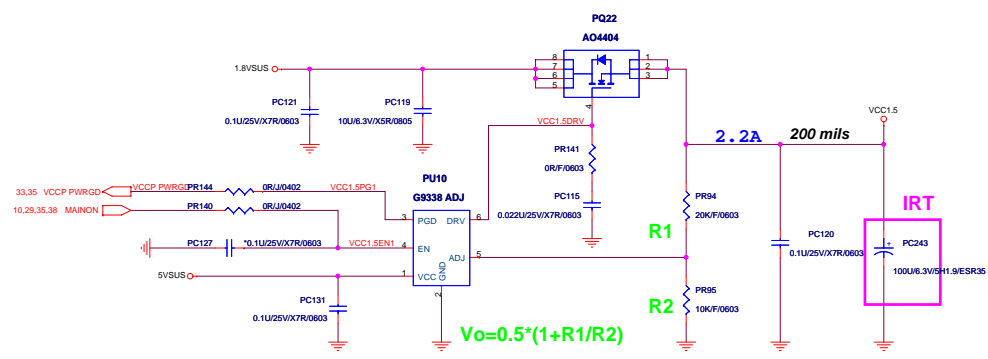 PQ22
AO4404
8
7
6
5
1
2
3
4
1.8VSUS
PC121
0.1U/25V/X7R/0603
PC119
10U/6.3V/X5R/0805
VCC1.5DRV
PR141
0R/F/0603
PC115
0.022U/25V/X7R/0603
2.2A
200 mils
VCC1.5
PU10
G9338 ADJ
33,35 VCCP PWRGD
VCCP PWRGD
PR144
0R/J/0402
VCC1.5PG1
10,29,35,38 MAINON
PR140
0R/J/0402
3 PGD
DRV 6
PC127
*0.1U/25V/X7R/0603
VCC1.5EN1
4 EN
ADJ 5
5VSUS
1 VCC
GND
2
PC131
0.1U/25V/X7R/0603
R1
PR94
20K/F/0603
R2
PR95
10K/F/0603
PC120
0.1U/25V/X7R/0603
IRT
+
PC243
100U/6.3V/5H1.9/ESR35
Vo=0.5*(1+R1/R2)